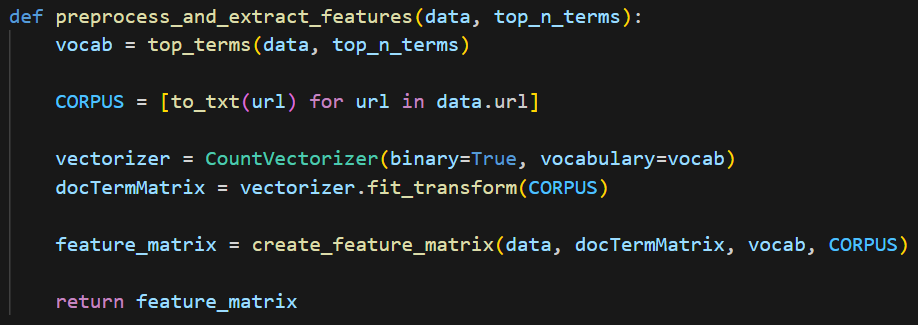 def preprocess_and_extract_features(data, top_n_terms):
    vocab = top_terms(data, top_n_terms)

    CORPUS = [to_txt(url) for url in data.url]

    vectorizer = CountVectorizer(binary=True, vocabulary=vocab)
    docTermMatrix = vectorizer.fit_transform(CORPUS)

    feature_matrix = create_feature_matrix(data, docTermMatrix, vocab, CORPUS)

    return feature_matrix